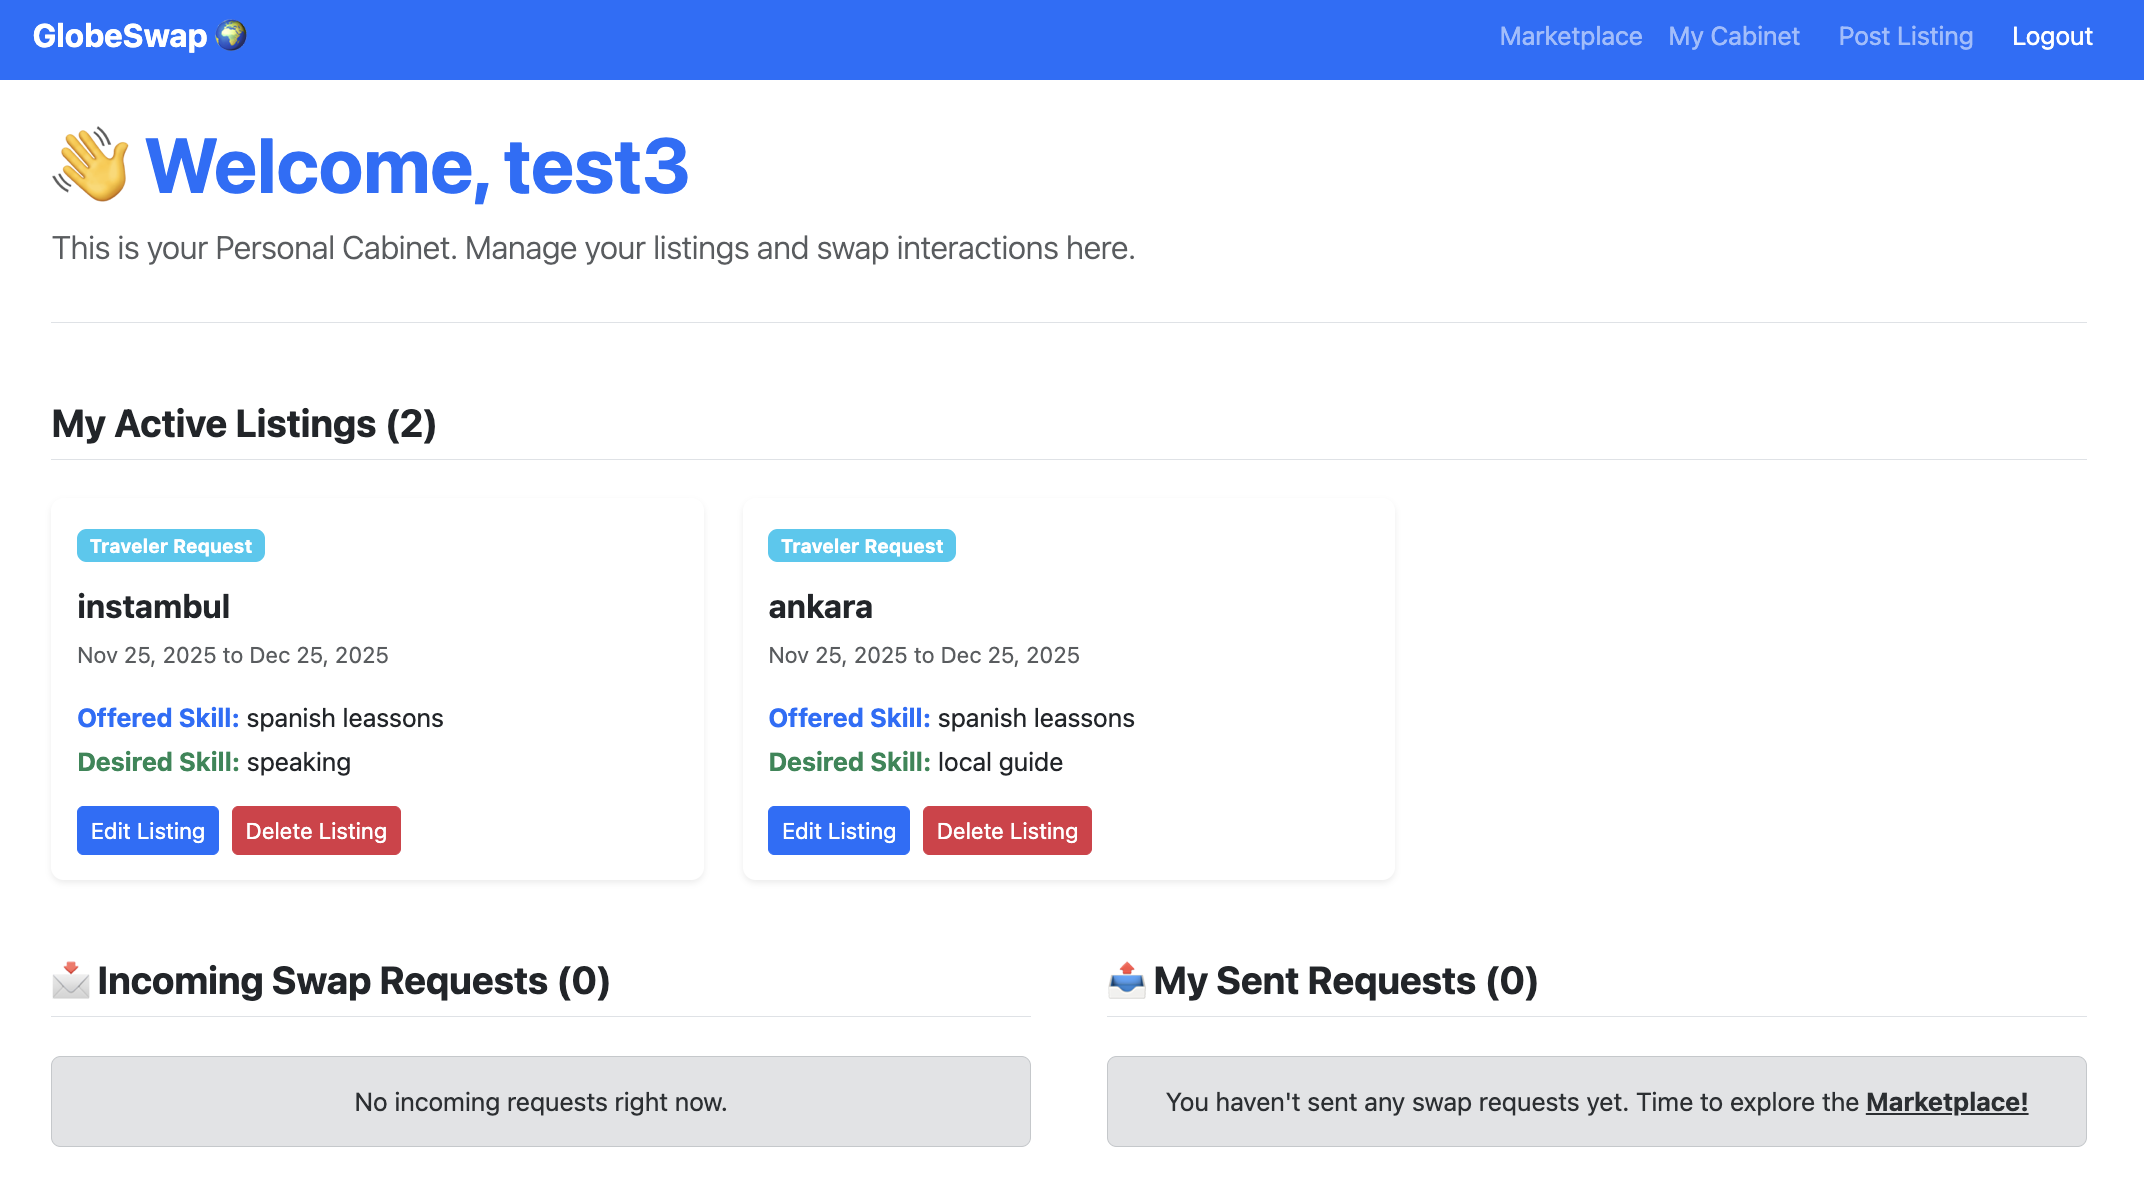 GlobeSwap 🌍
Marketplace My Cabinet Post Listing Logout
👋 Welcome, test3
This is your Personal Cabinet. Manage your listings and swap interactions here.
My Active Listings (2)
Traveler Request
instambul
Nov 25, 2025 to Dec 25, 2025
Offered Skill: spanish leassons
Desired Skill: speaking
Edit Listing Delete Listing
Traveler Request
ankara
Nov 25, 2025 to Dec 25, 2025
Offered Skill: spanish leassons
Desired Skill: local guide
Edit Listing Delete Listing
📩 Incoming Swap Requests (0)
No incoming requests right now.
📤 My Sent Requests (0)
You haven't sent any swap requests yet. Time to explore the Marketplace!